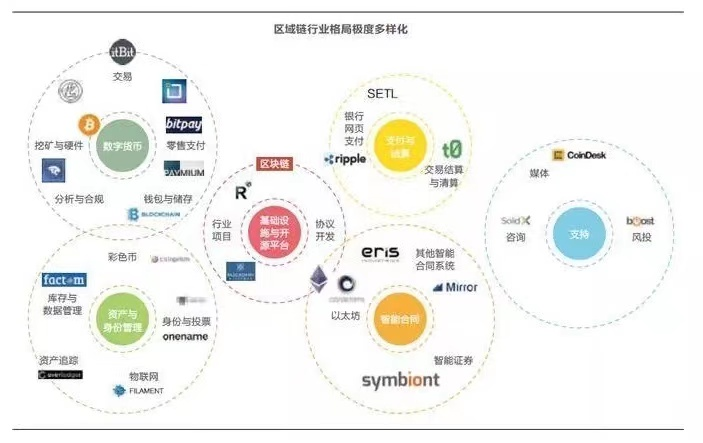 区域链行业格局极度多样化
itBit
交易
挖矿与硬件
数字货币
bitpay
零售支付
PAYMIUM
分析与合规
钱包与储存
BLOCKCHAIN
SETL
银行
网页
支付
支付与
结算
ripple
t0
交易结算
与清算
区块链
R
行业
项目
基础设
施与开
源平台
协议
开发
CoinDesk
媒体
SolidX
咨询
支持
boost
风投
彩色币
factom
库存与
数据管理
资产与
身份管理
身份与投票
onename
资产追踪
everledger
物联网
FILAMENT
eris
其他智能
合同系统
Mirror
以太坊
智能合同
智能证券
symbiont